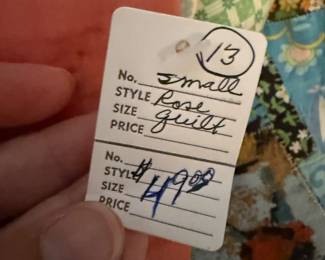 13
No. Small
STYLE Rose
SIZE quilt
PRICE
No.
STYLE
SIZE $49.00
PRICE